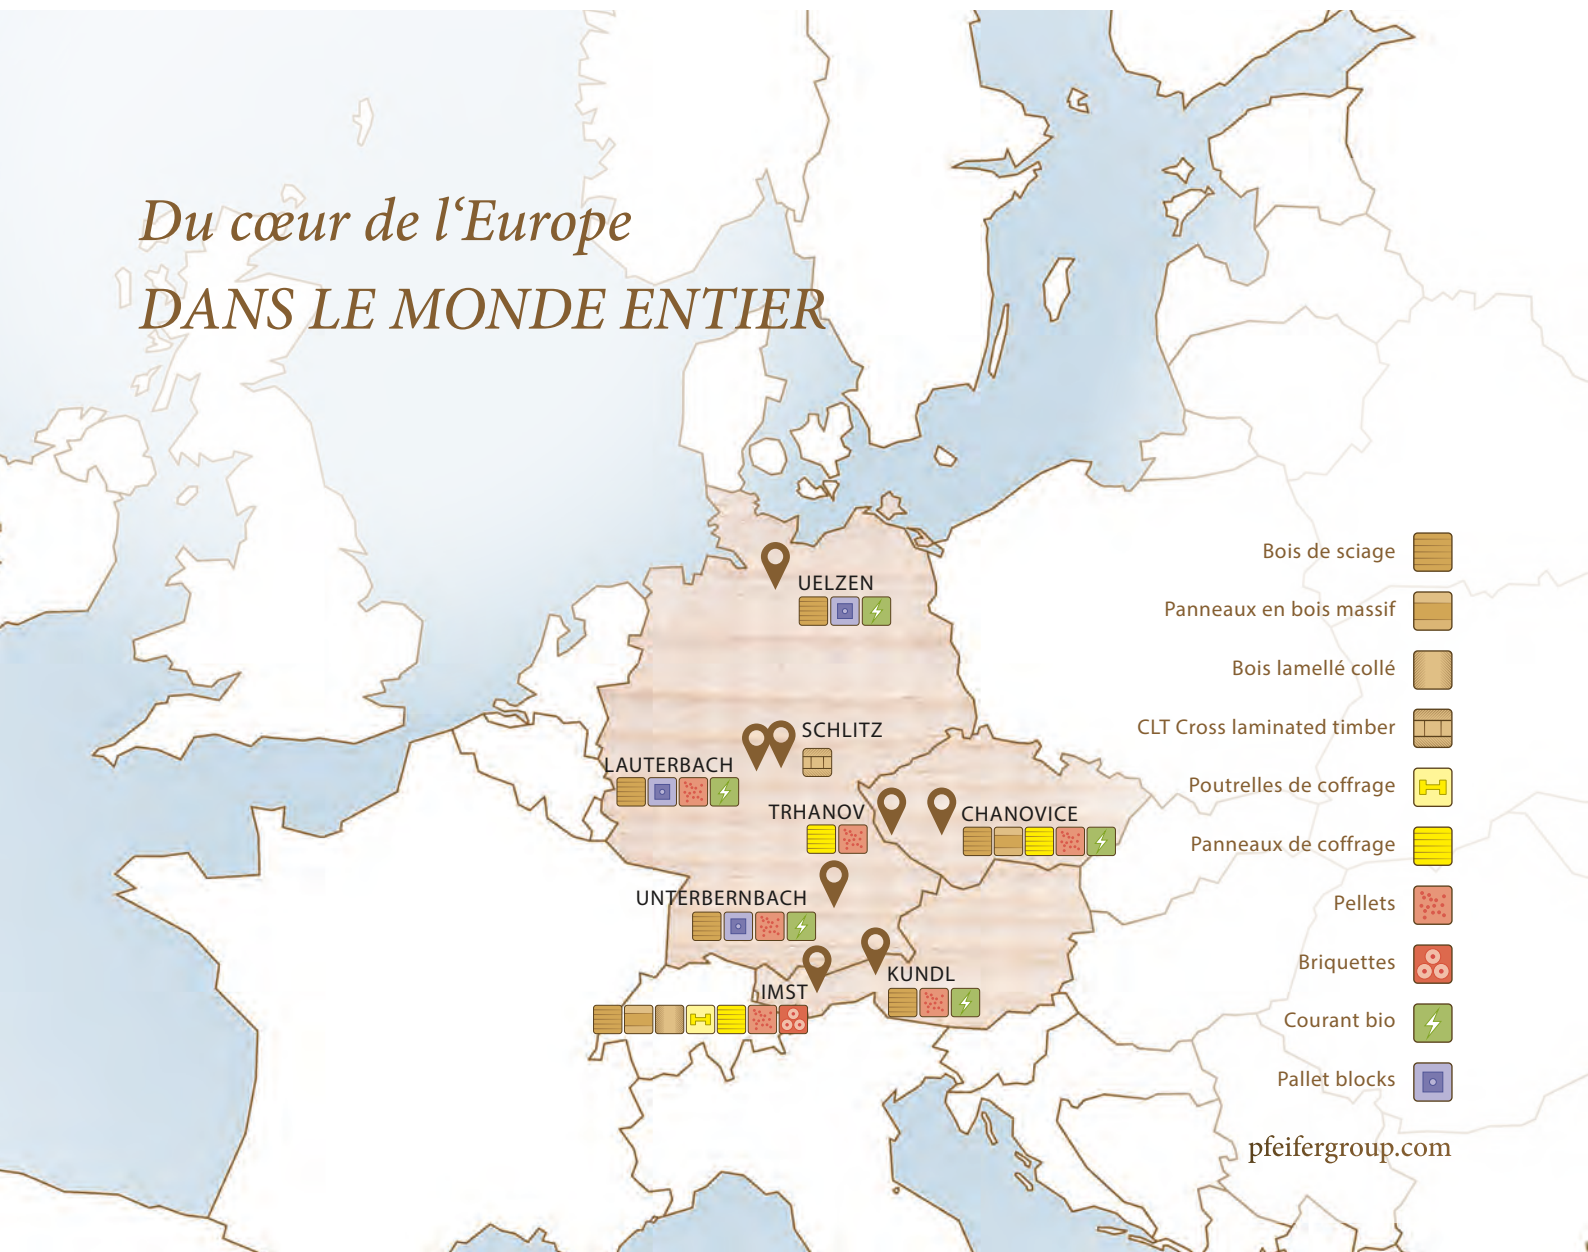 Du cœur de l‘Europe
DANS LE MONDE ENTIER
UELZEN
SCHLITZ
LAUTERBACH
TRHANOV
CHANOVICE
UNTERBERNBACH
KUNDL
IMST
Bois de sciage
Panneaux en bois massif
Bois lamellé collé
CLT Cross laminated timber
Poutrelles de coffrage
Panneaux de coffrage
Pellets
Briquettes
Courant bio
Pallet blocks
pfeifergroup.com